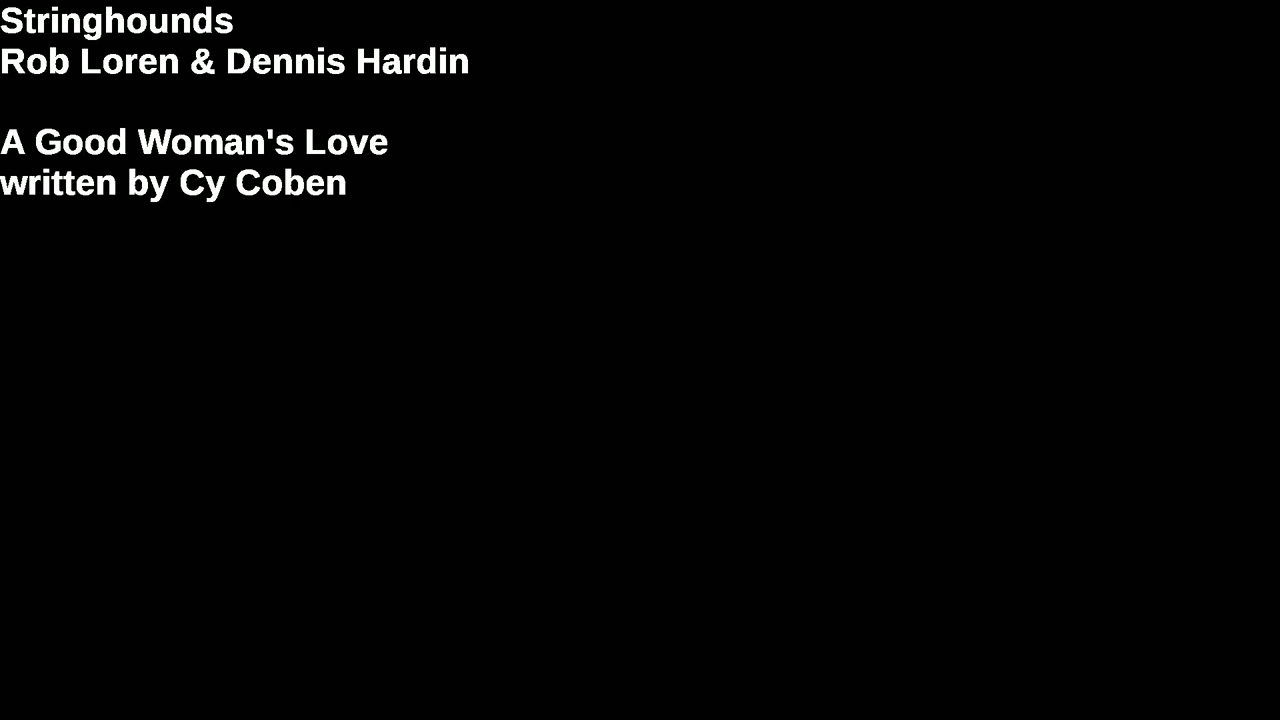 Stringhounds
Rob Loren & Dennis Hardin
A Good Woman's Love
written by Cy Coben